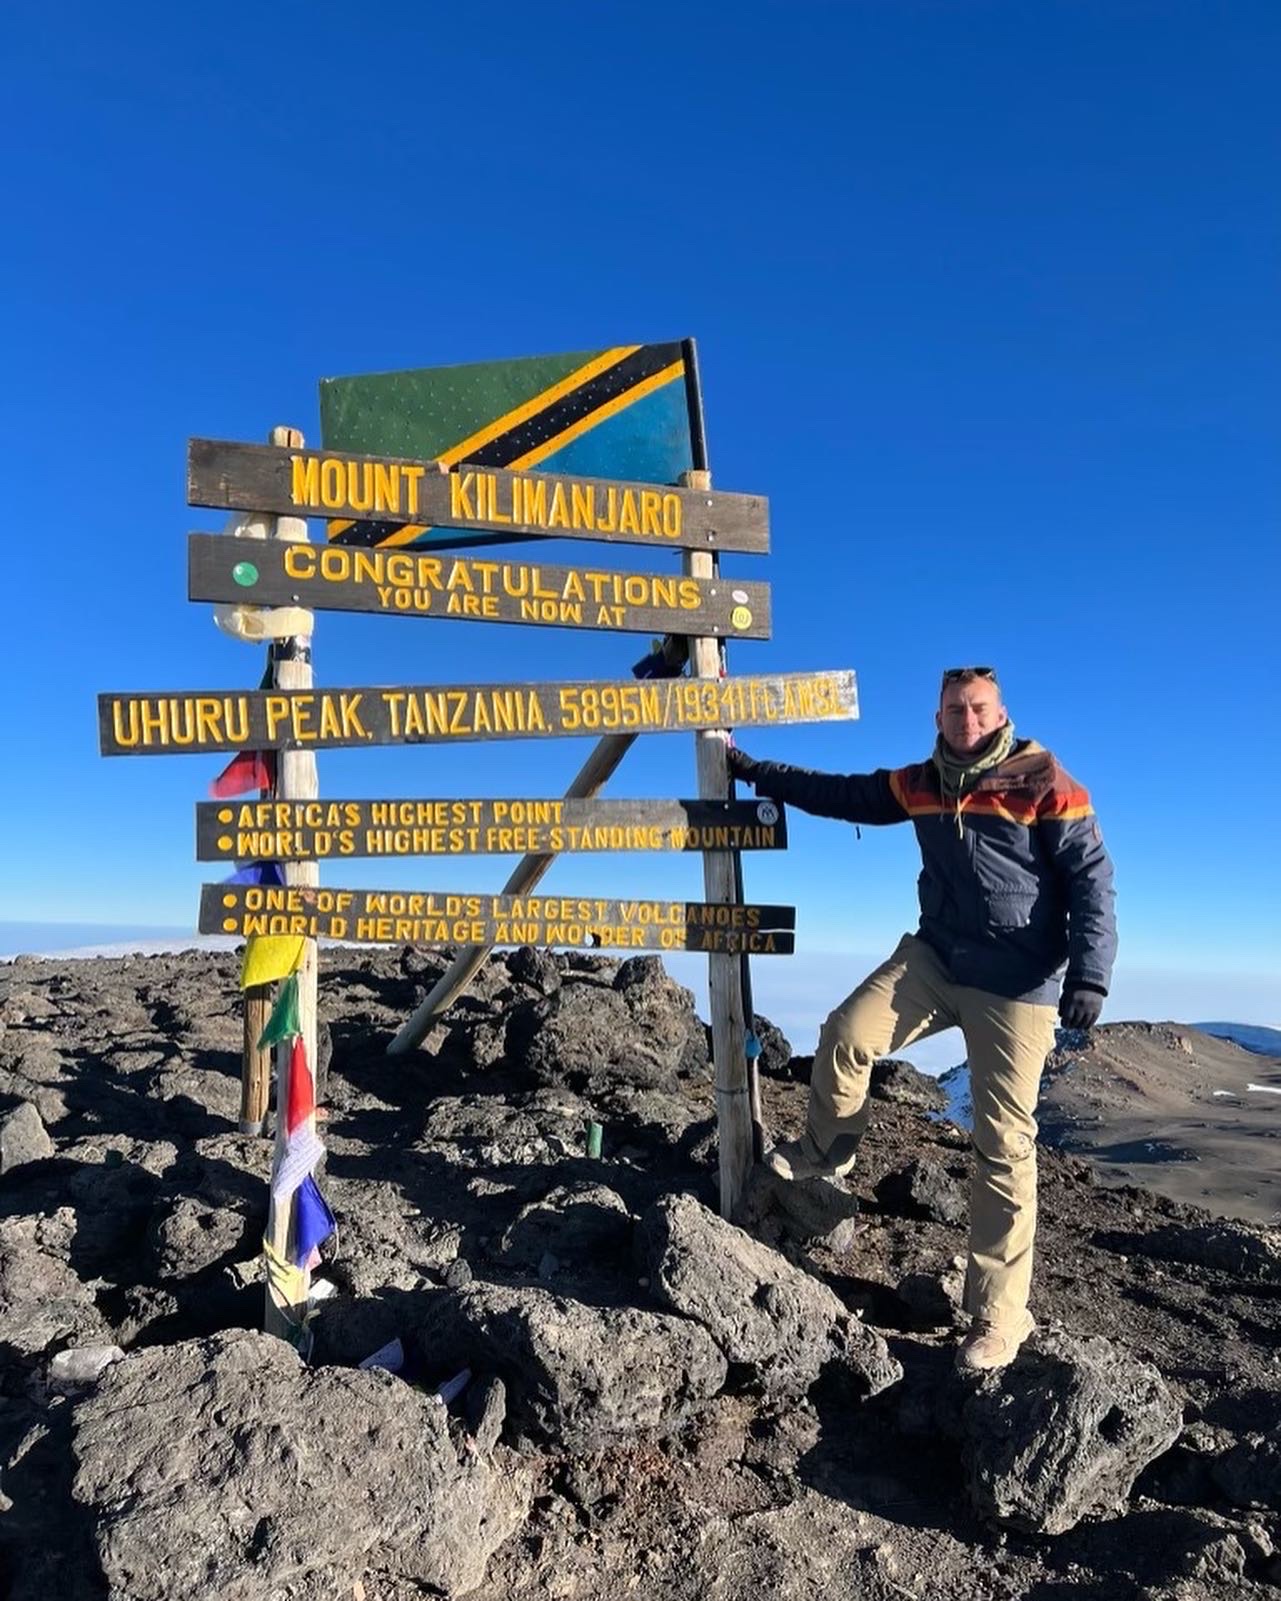 MOUNT KILIMANJARO
CONGRATULATIONS
YOU ARE NOW AT
UHURU PEAK, TANZANIA, 5895M/19341Ft. AMSL
• AFRICA'S HIGHEST POINT
• WORLD'S HIGHEST FREE-STANDING MOUNTAIN
• ONE OF WORLD'S LARGEST VOLCANOES
• WORLD HERITAGE AND WONDER OF AFRICA